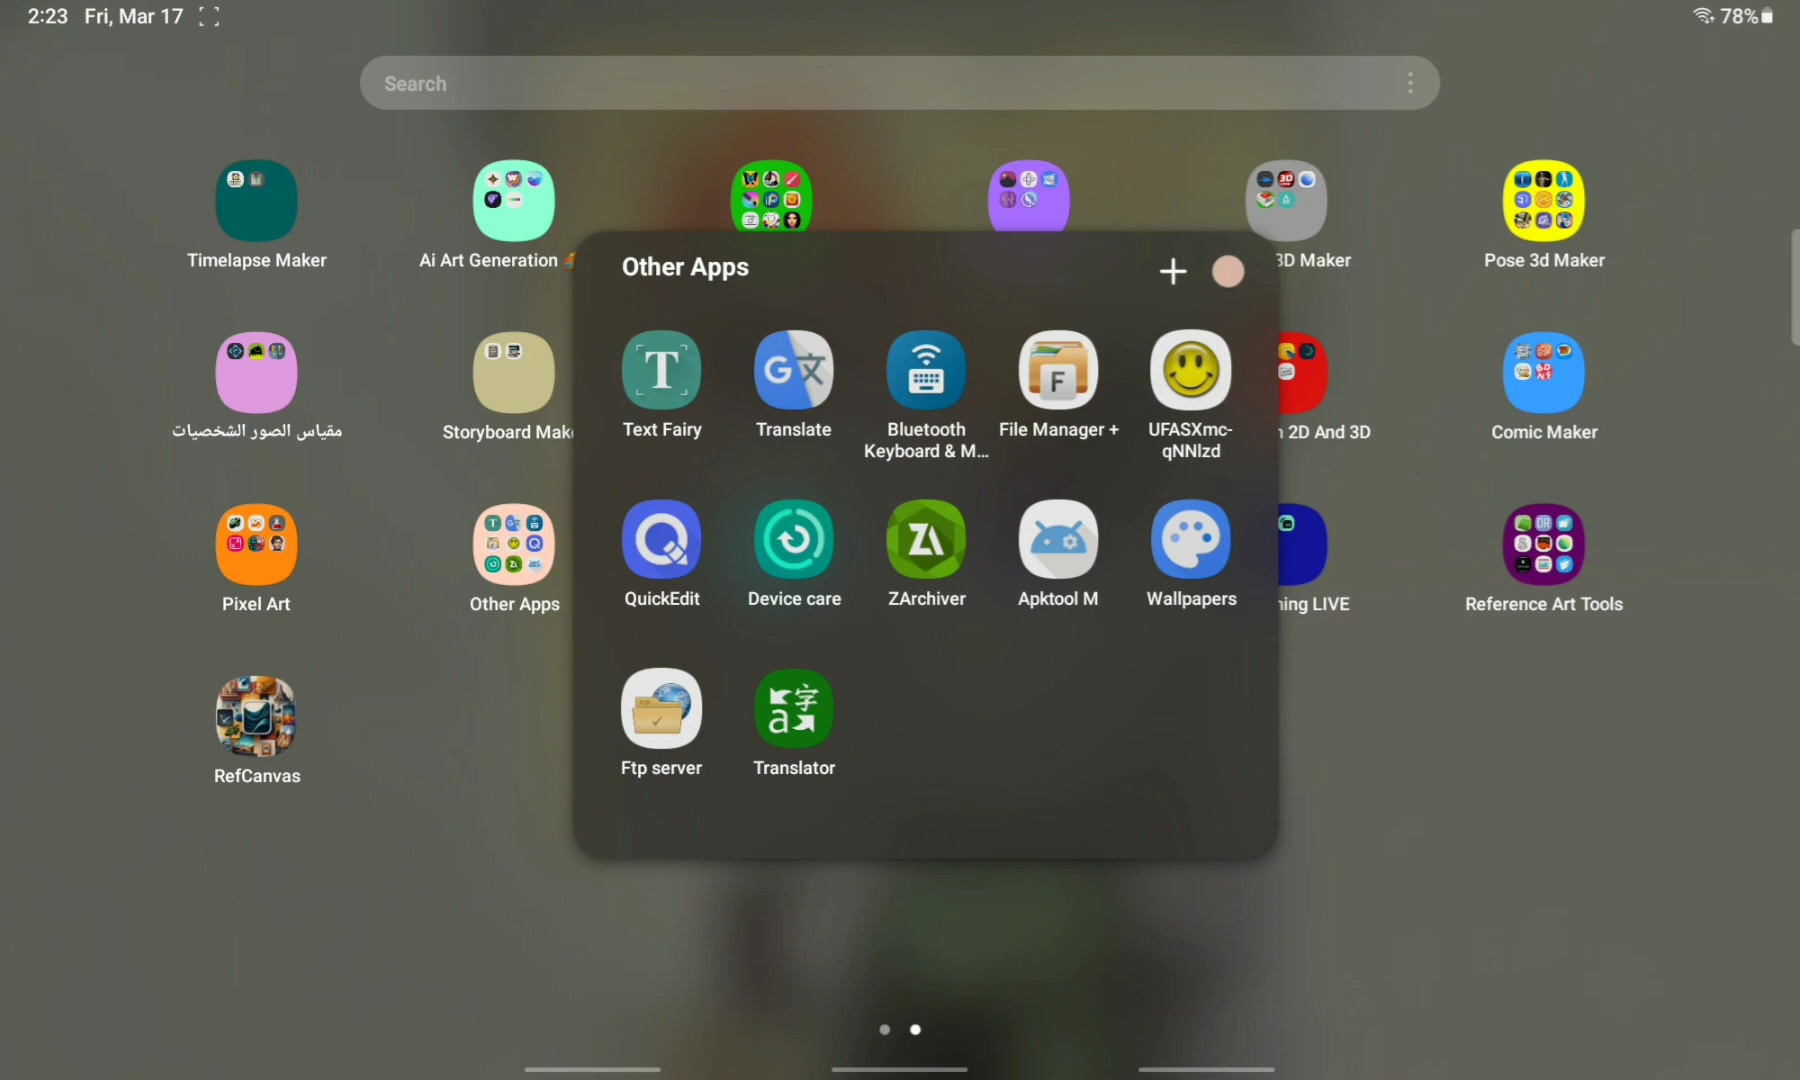 2:23 Fri, Mar 17
78%
Search
Timelapse Maker
Ai Art Generation
3D Maker
Pose 3d Maker
Other Apps
Text Fairy
Translate
Bluetooth
Keyboard & M...
File Manager +
UFASXmc-
qNNlzd
مقياس الصور الشخصيات
Storyboard Mak
n 2D And 3D
Comic Maker
QuickEdit
Device care
ZArchiver
Apktool M
Wallpapers
Pixel Art
Other Apps
ning LIVE
Reference Art Tools
Ftp server
Translator
RefCanvas